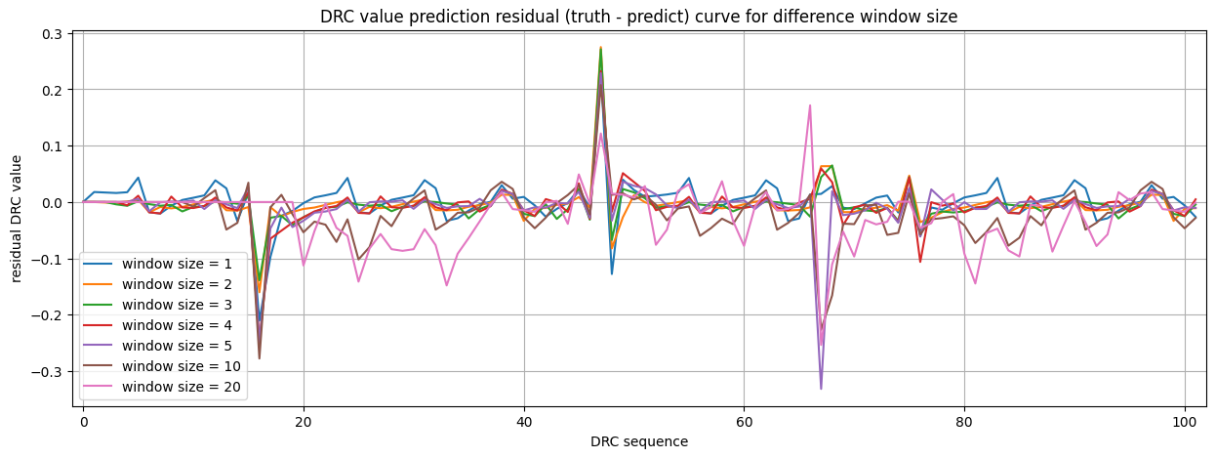 DRC value prediction residual (truth - predict) curve for difference window size
0.3
0.2
0.1
0.0
−0.1
−0.2
−0.3
residual DRC value
window size = 1
window size = 2
window size = 3
window size = 4
window size = 5
window size = 10
window size = 20
0 20 40 60 80 100
DRC sequence